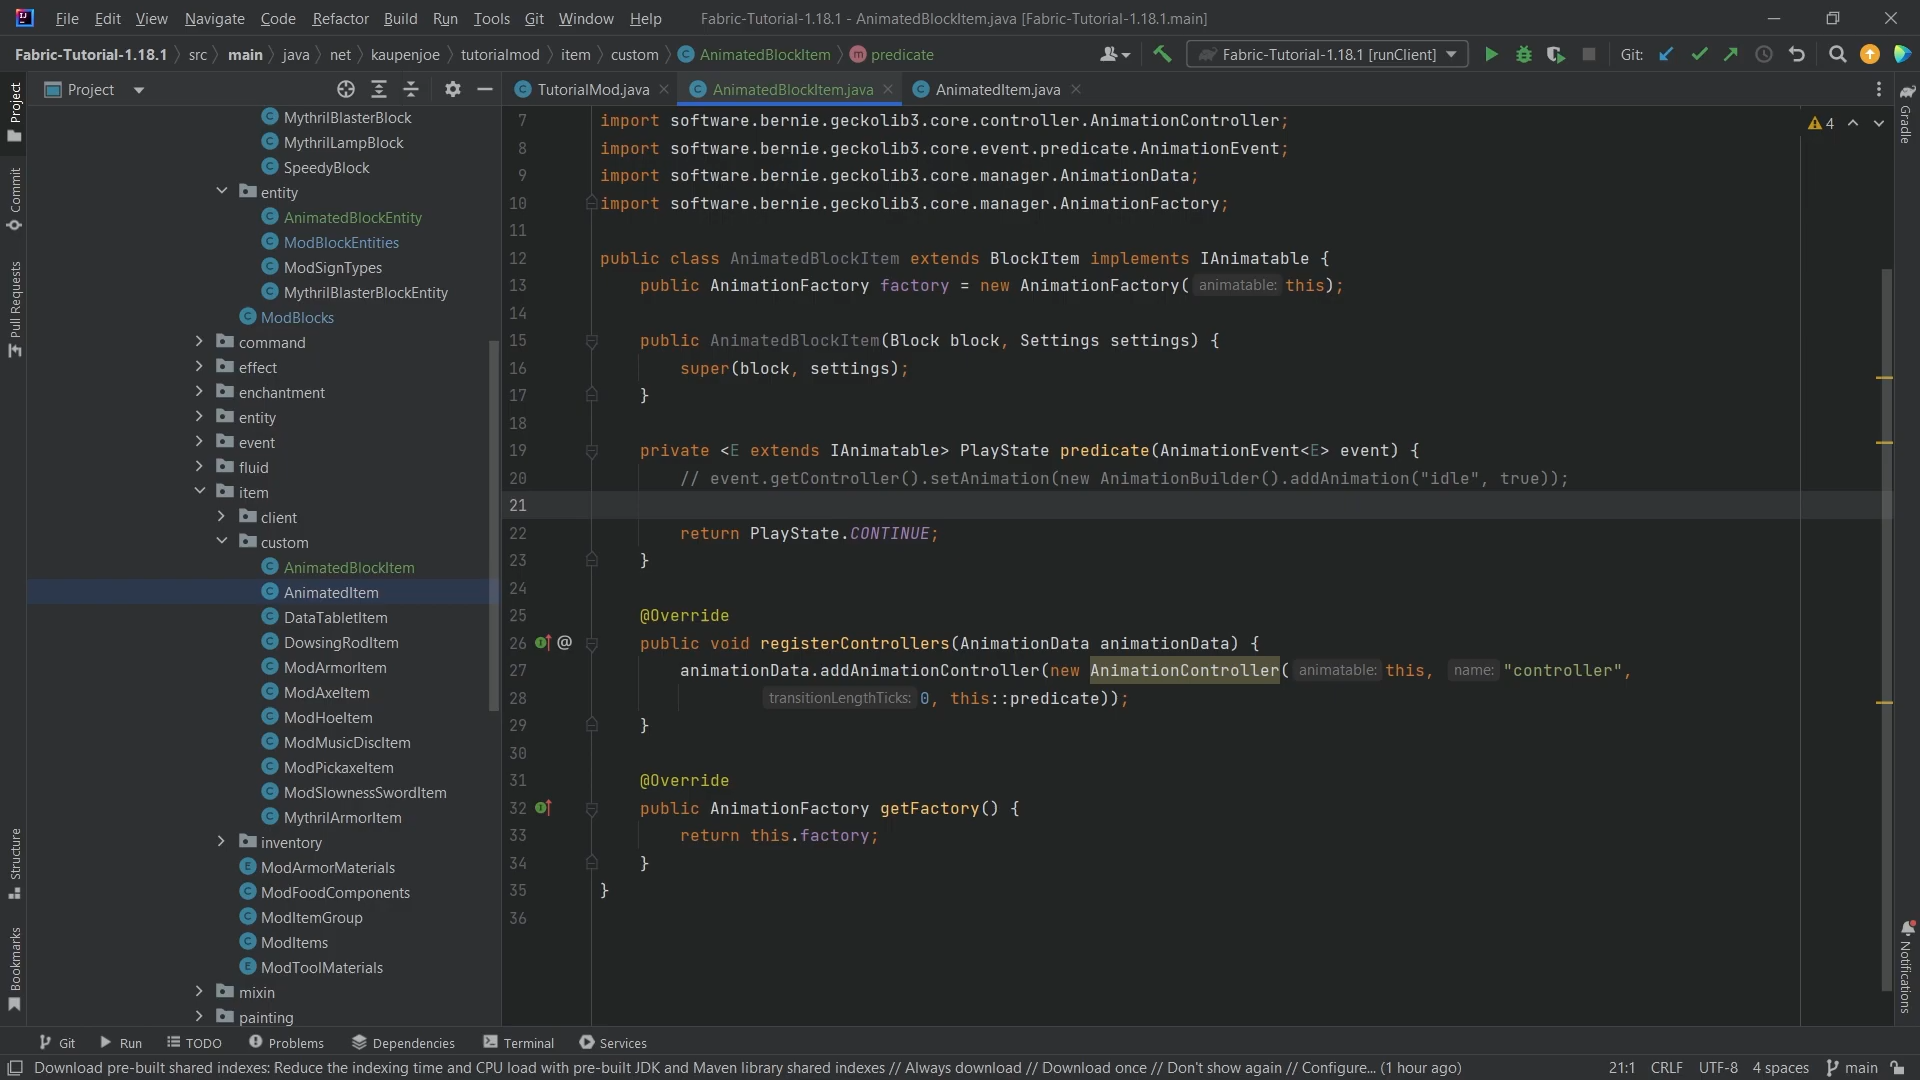 File Edit View Navigate Code Refactor Build Run Tools Git Window Help Fabric-Tutorial-1.18.1 - AnimatedBlockItem.java [Fabric-Tutorial-1.18.1.main]
Fabric-Tutorial-1.18.1 src main java net kaupenjoe tutorialmod item custom AnimatedBlockItem predicate Fabric-Tutorial-1.18.1 [runClient] Git:
Project
TutorialMod.java AnimatedBlockItem.java AnimatedItem.java
Project
Commit
Pull Requests
Structure
Bookmarks
MythrilBlasterBlock
MythrilLampBlock
SpeedyBlock
entity
AnimatedBlockEntity
ModBlockEntities
ModSignTypes
MythrilBlasterBlockEntity
ModBlocks
command
effect
enchantment
entity
event
fluid
item
client
custom
AnimatedBlockItem
AnimatedItem
DataTabletItem
DowsingRodItem
ModArmorItem
ModAxeItem
ModHoeItem
ModMusicDiscItem
ModPickaxeItem
ModSlownessSwordItem
MythrilArmorItem
inventory
ModArmorMaterials
ModFoodComponents
ModItemGroup
ModItems
ModToolMaterials
mixin
painting
7 import software.bernie.geckolib3.core.controller.AnimationController;
8 import software.bernie.geckolib3.core.event.predicate.AnimationEvent;
9 import software.bernie.geckolib3.core.manager.AnimationData;
10 import software.bernie.geckolib3.core.manager.AnimationFactory;
11
12 public class AnimatedBlockItem extends BlockItem implements IAnimatable {
13 public AnimationFactory factory = new AnimationFactory( animatable: this);
14
15 public AnimatedBlockItem(Block block, Settings settings) {
16 super(block, settings);
17 }
18
19 private <E extends IAnimatable> PlayState predicate(AnimationEvent<E> event) {
20 // event.getController().setAnimation(new AnimationBuilder().addAnimation("idle", true));
21
22 return PlayState.CONTINUE;
23 }
24
25 @Override
26 @ public void registerControllers(AnimationData animationData) {
27 animationData.addAnimationController(new AnimationController( animatable: this, name: "controller",
28 transitionLengthTicks: 0, this::predicate));
29 }
30
31 @Override
32 public AnimationFactory getFactory() {
33 return this.factory;
34 }
35 }
36
4
Gradle
Notifications
Git Run TODO Problems Dependencies Terminal Services
Download pre-built shared indexes: Reduce the indexing time and CPU load with pre-built JDK and Maven library shared indexes // Always download // Download once // Don't show again // Configure... (1 hour ago) 21:1 CRLF UTF-8 4 spaces main